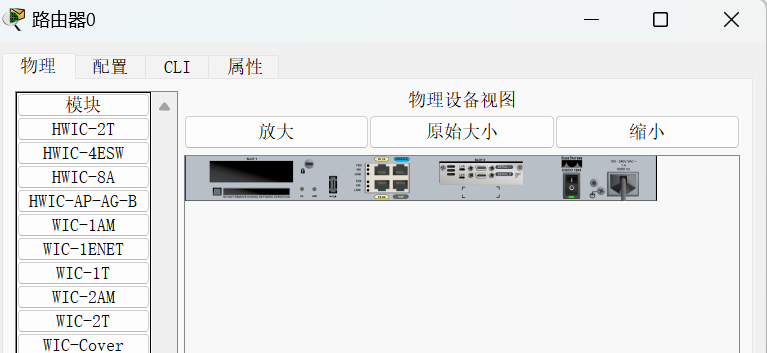 路由器0
物理 配置 CLI 属性
物理设备视图
放大 原始大小 缩小
模块
HWIC-2T
HWIC-4ESW
HWIC-8A
HWIC-AP-AG-B
WIC-1AM
WIC-1ENET
WIC-1T
WIC-2AM
WIC-2T
WIC-Cover